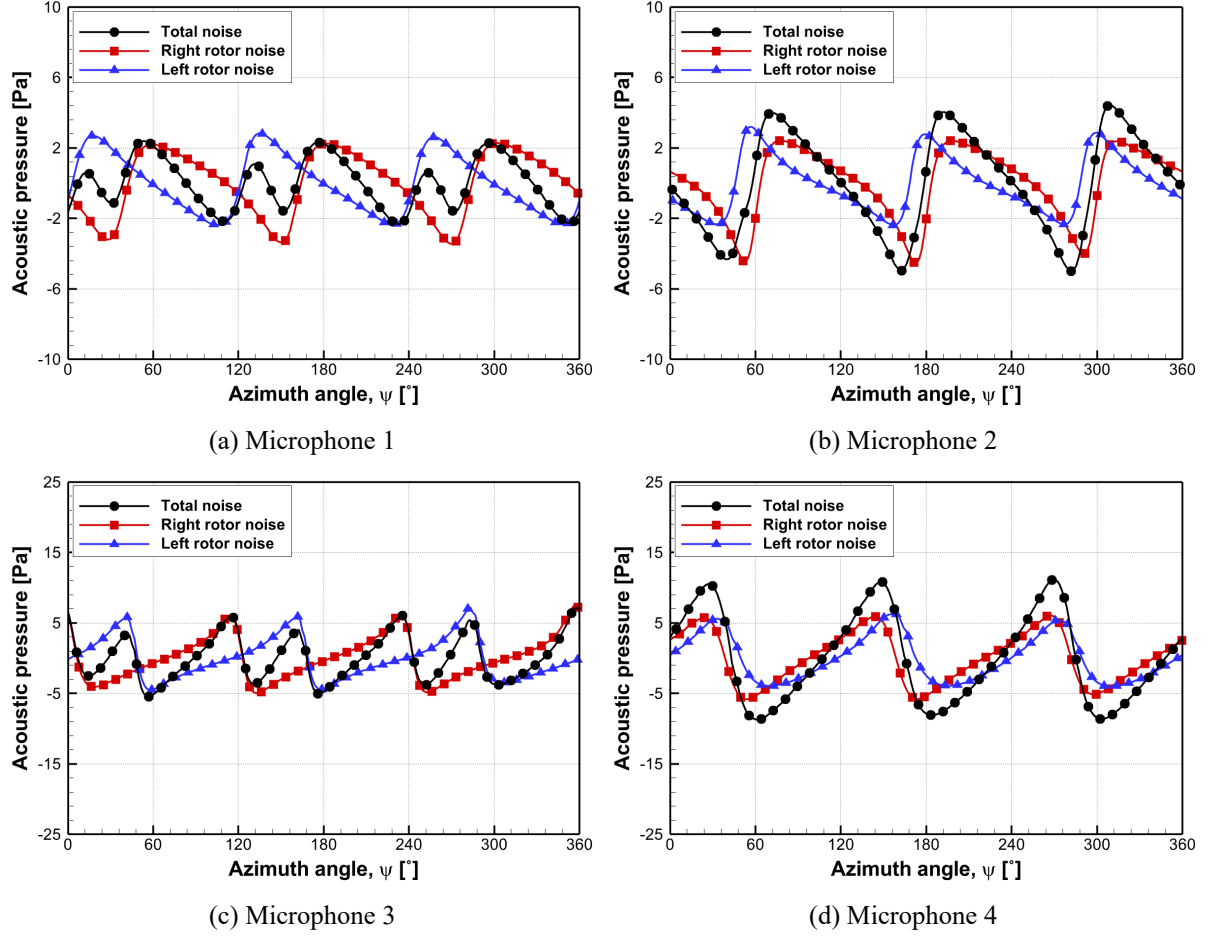 Total noise
Right rotor noise
Left rotor noise
Acoustic pressure [Pa]
10
6
2
-2
-6
-10
0
60
120
180
240
300
360
Azimuth angle, ψ [°]
(a) Microphone 1
Total noise
Right rotor noise
Left rotor noise
Acoustic pressure [Pa]
10
6
2
-2
-6
-10
0
60
120
180
240
300
360
Azimuth angle, ψ [°]
(b) Microphone 2
Total noise
Right rotor noise
Left rotor noise
Acoustic pressure [Pa]
25
15
5
-5
-15
-25
0
60
120
180
240
300
360
Azimuth angle, ψ [°]
(c) Microphone 3
Total noise
Right rotor noise
Left rotor noise
Acoustic pressure [Pa]
25
15
5
-5
-15
-25
0
60
120
180
240
300
360
Azimuth angle, ψ [°]
(d) Microphone 4